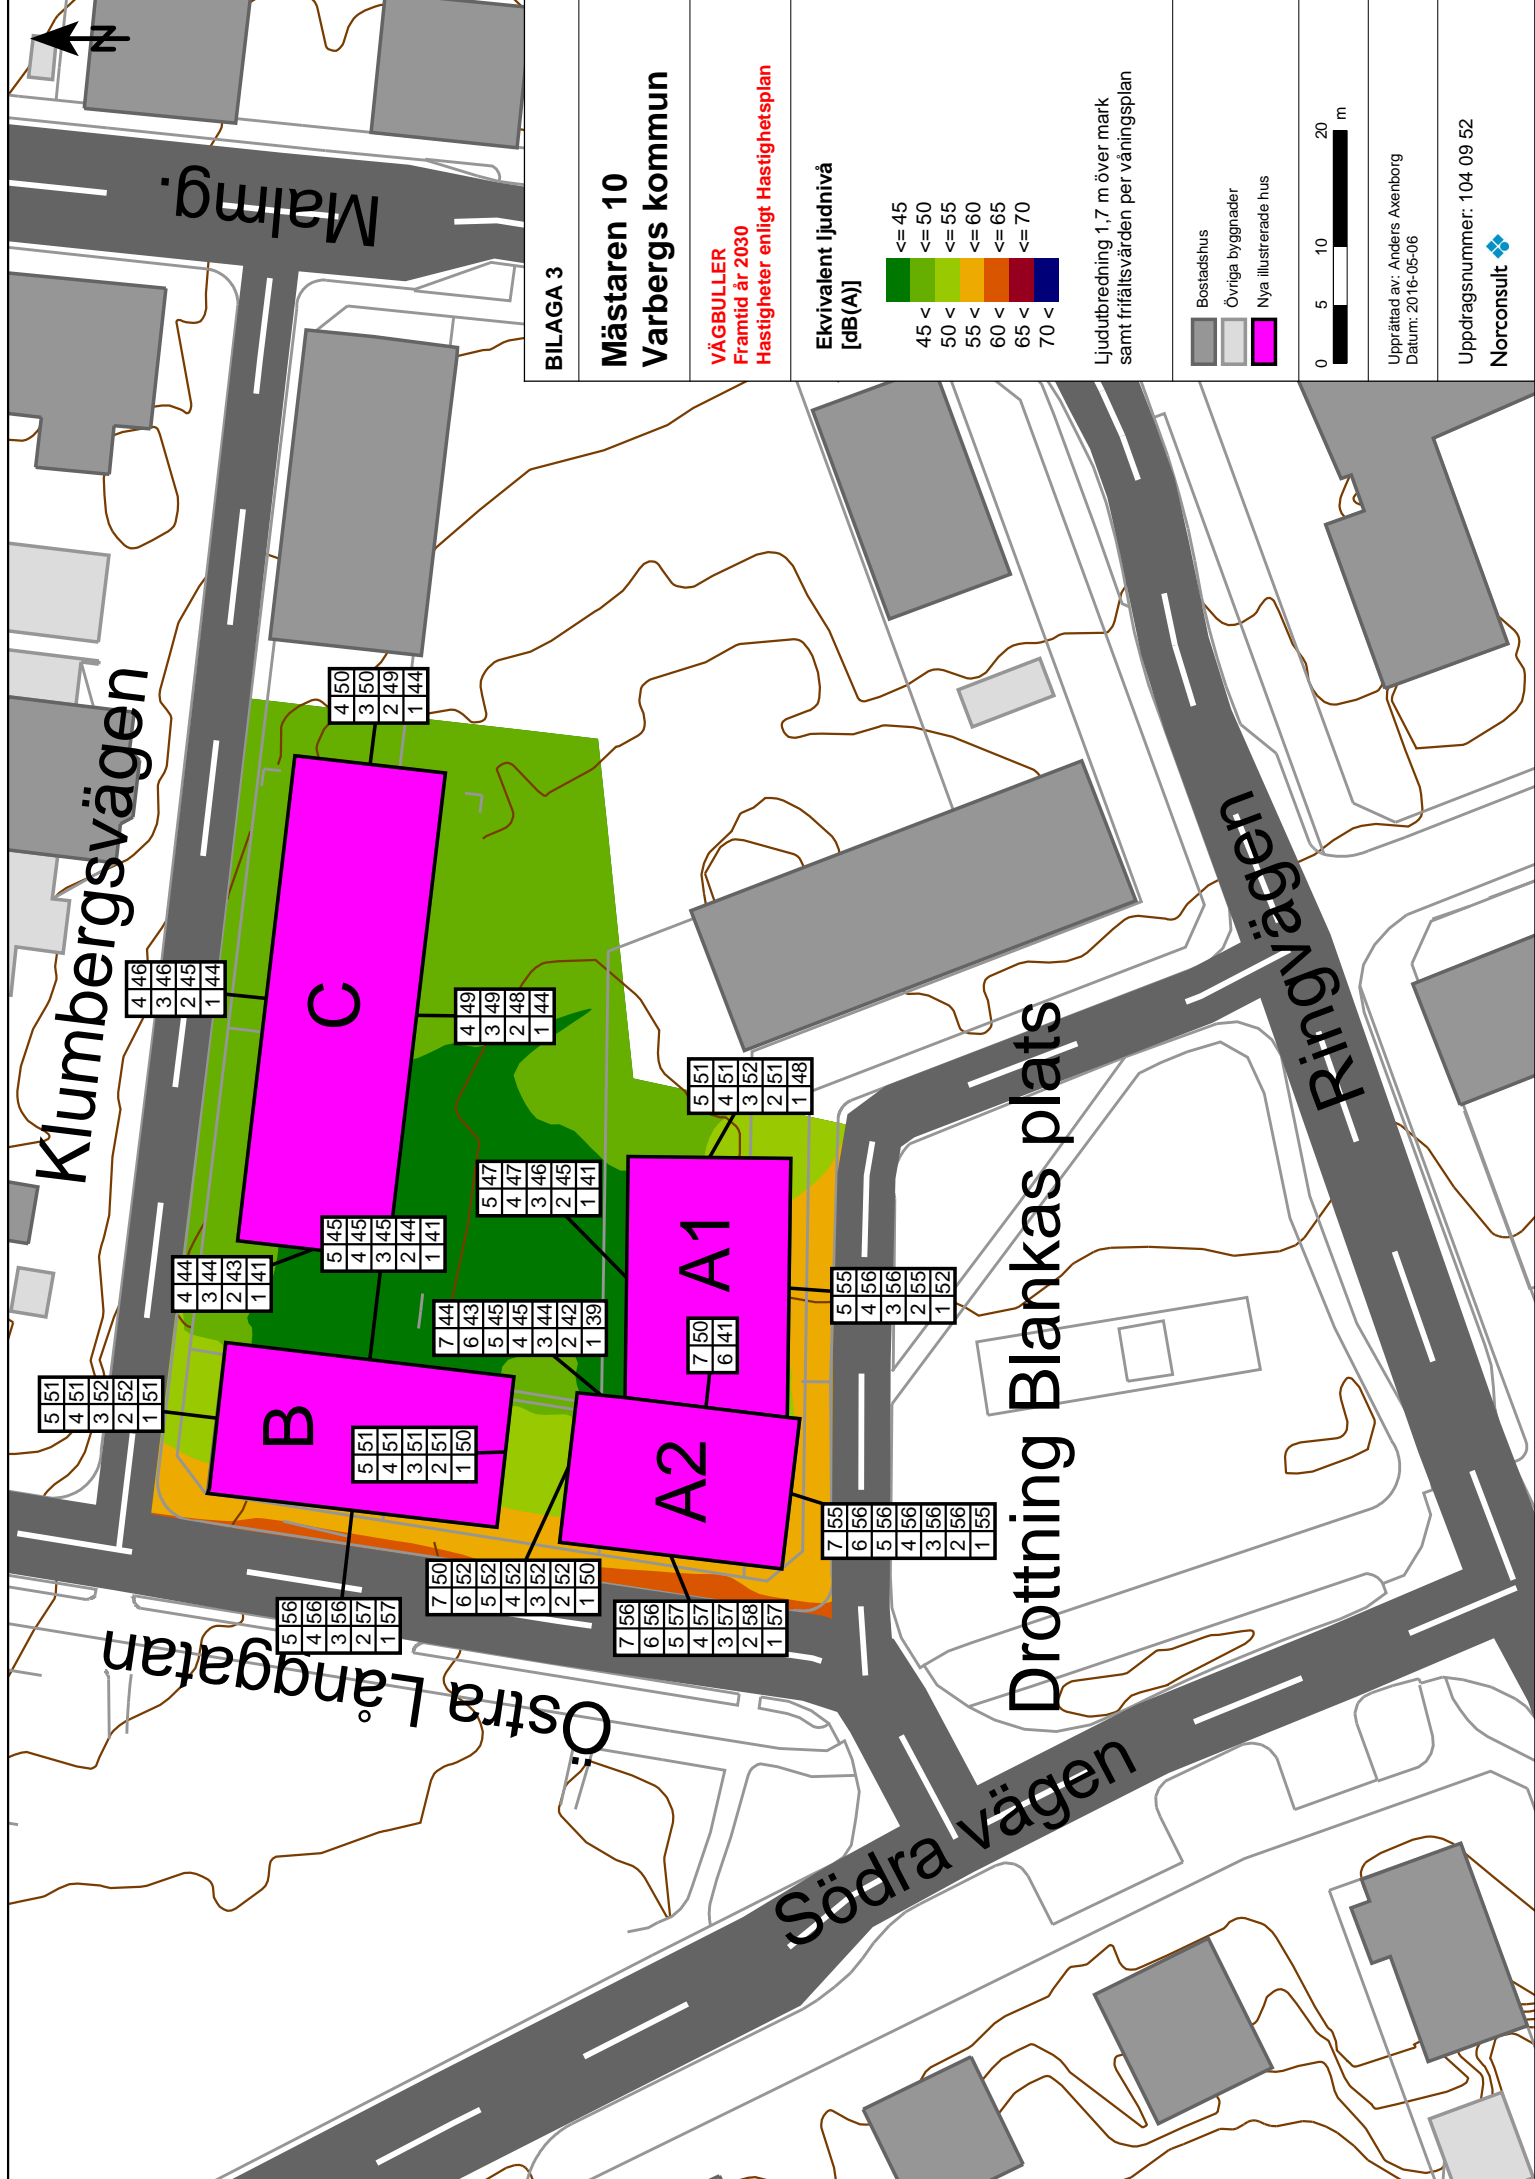 N
Malmg.
Klumbergsvägen
Östra Långgatan
Södra vägen
Drottning Blankas plats
Ringvägen
C
B
A1
A2
4 50
3 50
2 49
1 44
4 46
3 46
2 45
1 44
4 49
3 49
2 48
1 44
5 51
4 51
3 52
2 51
1 48
5 47
4 47
3 46
2 45
1 41
5 45
4 45
3 45
2 44
1 41
4 44
3 44
2 43
1 41
7 44
6 43
5 45
4 45
3 44
2 42
1 39
7 50
6 41
5 55
4 56
3 56
2 55
1 52
5 51
4 51
3 52
2 52
1 51
5 51
4 51
3 51
2 51
1 50
7 55
6 56
5 56
4 56
3 56
2 56
1 55
7 50
6 52
5 52
4 52
3 52
2 52
1 50
5 56
4 56
3 56
2 57
1 57
7 56
6 56
5 57
4 57
3 57
2 58
1 57
BILAGA 3
Mästaren 10
Varbergs kommun
VÄGBULLER
Framtid år 2030
Hastigheter enligt Hastighetsplan
Ekvivalent ljudnivå
[dB(A)]
<= 45
45 < <= 50
50 < <= 55
55 < <= 60
60 < <= 65
65 < <= 70
70 <
Ljudutbredning 1,7 m över mark
samt frifältsvärden per våningsplan
Bostadshus
Övriga byggnader
Nya illustrerade hus
0 5 10 20
m
Upprättad av: Anders Axenborg
Datum: 2016-05-06
Uppdragsnummer: 104 09 52
Norconsult